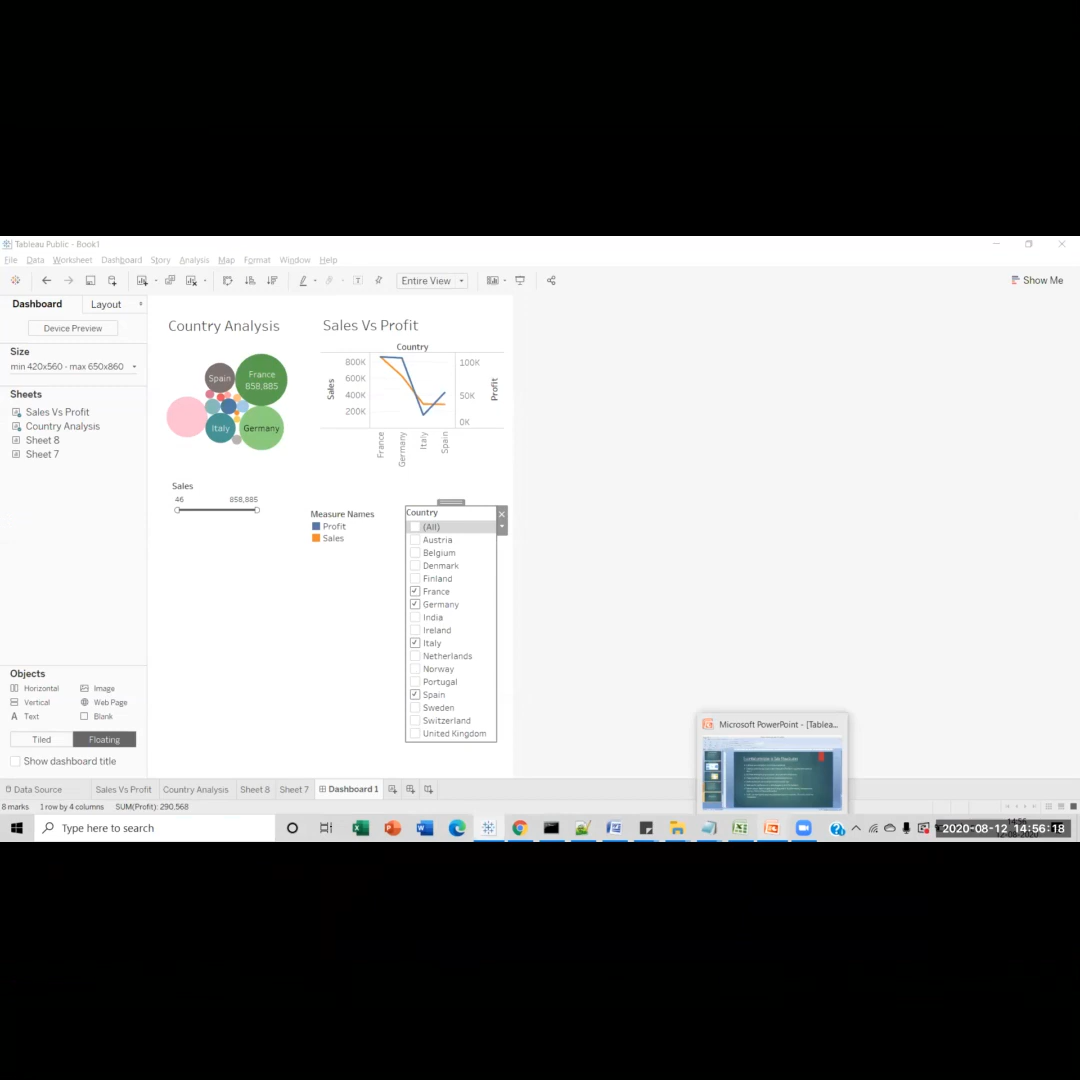 Tableau Public - Book1
File Data Worksheet Dashboard Story Analysis Map Format Window Help
Entire View
Show Me
Dashboard Layout
Device Preview
Size
min 420x560 - max 650x860
Sheets
Sales Vs Profit
Country Analysis
Sheet 8
Sheet 7
Country Analysis
Spain
France
858,885
Italy
Germany
Sales
46 858,885
Sales Vs Profit
Country
800K
600K
400K
200K
Sales
100K
50K
0K
Profit
France
Germany
Italy
Spain
Measure Names
Profit
Sales
Country
(All)
Austria
Belgium
Denmark
Finland
France
Germany
India
Ireland
Italy
Netherlands
Norway
Portugal
Spain
Sweden
Switzerland
United Kingdom
Objects
Horizontal Image
Vertical Web Page
Text Blank
Tiled Floating
Show dashboard title
Microsoft PowerPoint - [Tablea...
Data Source Sales Vs Profit Country Analysis Sheet 8 Sheet 7 Dashboard 1
8 marks 1 row by 4 columns SUM(Profit): 290,568
Type here to search
2020-08-12 14:56:18